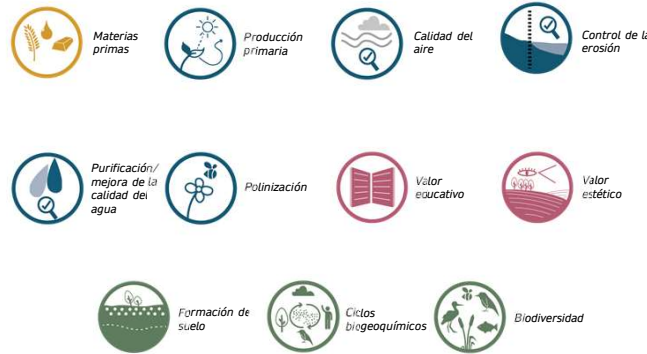 Materias
primas
Producción
primaria
Calidad del
aire
Control de la
erosión
Purificación/
mejora de la
calidad del
agua
Polinización
Valor
educativo
Valor
estético
Formación de
suelo
Ciclos
biogeoquímicos
Biodiversidad